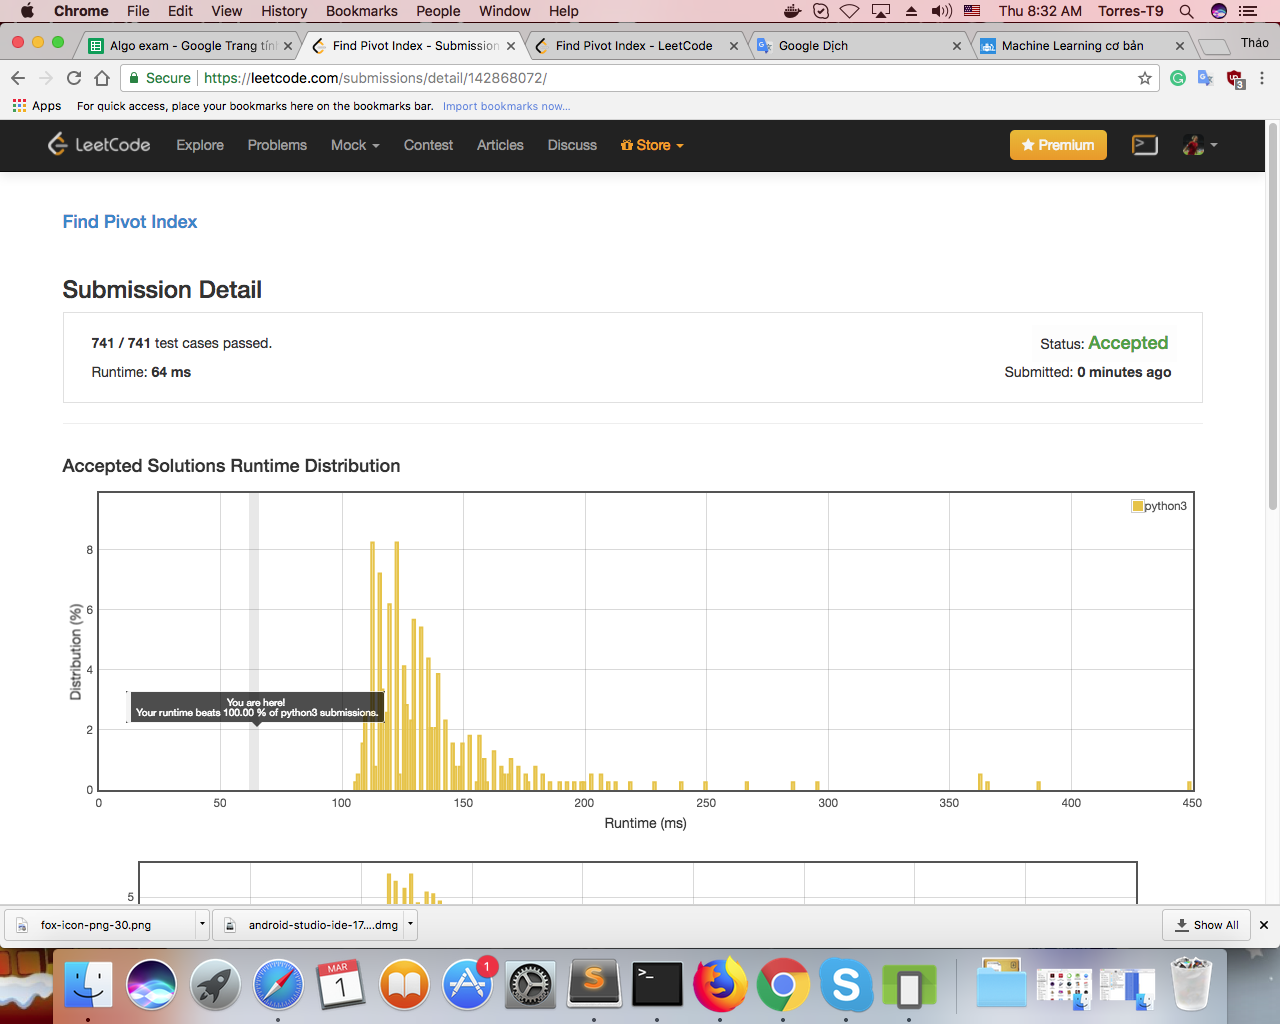 Chrome File Edit View History Bookmarks People Window Help Thu 8:32 AM Torres-T9
Algo exam - Google Trang tín
Find Pivot Index - Submission
Find Pivot Index - LeetCode
Google Dịch
Machine Learning cơ bản
Thảo
Secure https://leetcode.com/submissions/detail/142868072/
3
Apps For quick access, place your bookmarks here on the bookmarks bar. Import bookmarks now...
LeetCode Explore Problems Mock Contest Articles Discuss Store Premium
Find Pivot Index
Submission Detail
741 / 741 test cases passed.
Status: Accepted
Runtime: 64 ms
Submitted: 0 minutes ago
Accepted Solutions Runtime Distribution
python3
8
6
4
2
0
Distribution (%)
You are here!
Your runtime beats 100.00 % of python3 submissions.
0 50 100 150 200 250 300 350 400 450
Runtime (ms)
5
fox-icon-png-30.png
android-studio-ide-17....dmg
Show All
MAR
1
1